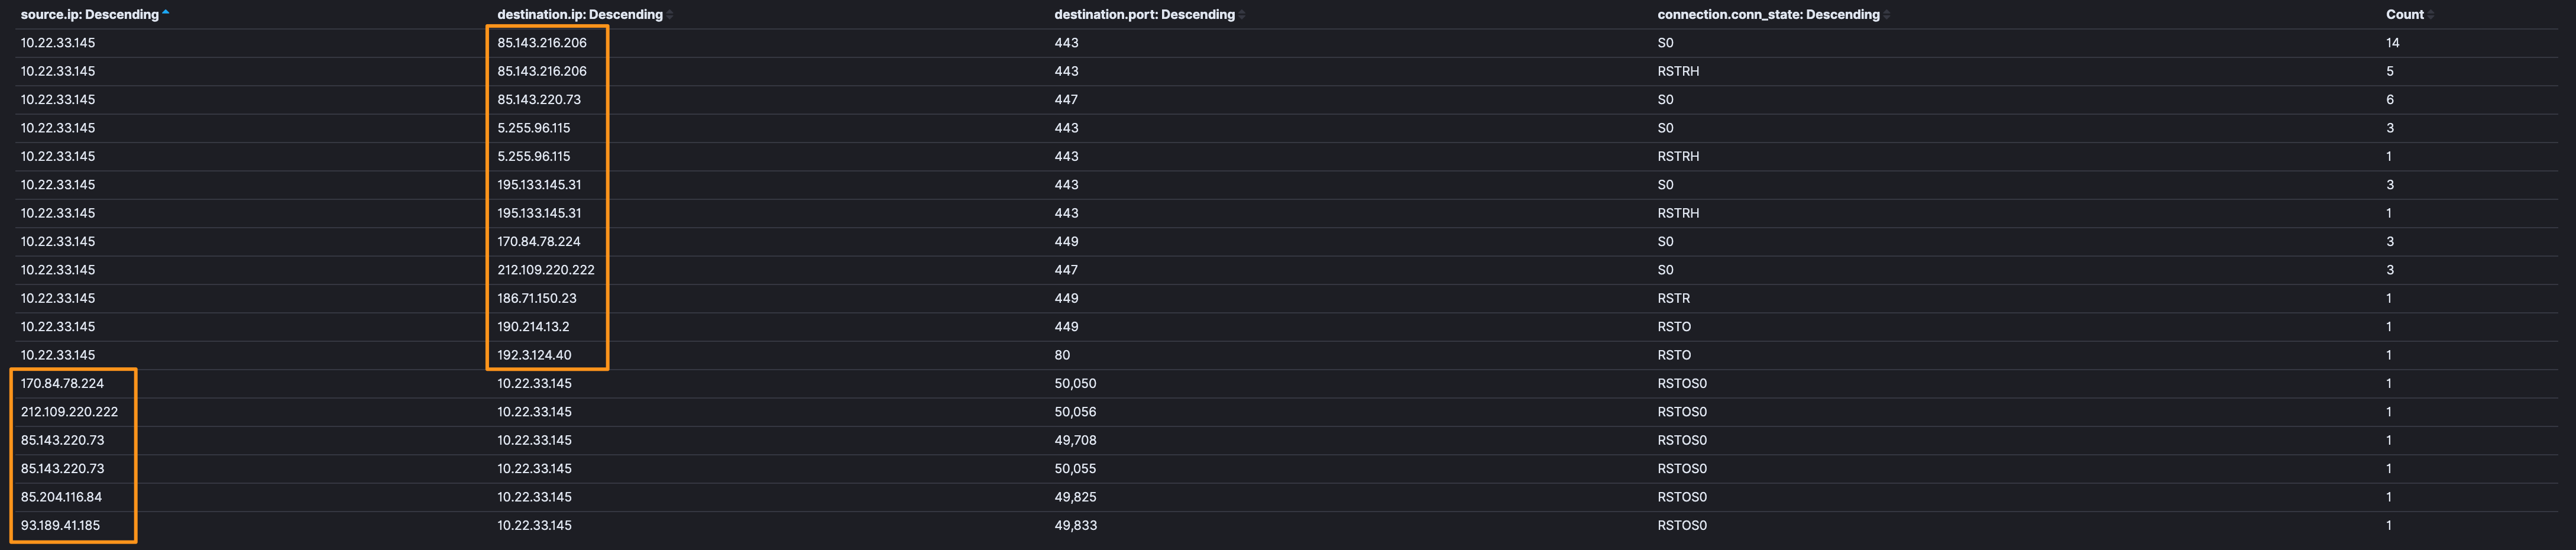 source.ip: Descending destination.ip: Descending destination.port: Descending connection.conn_state: Descending Count
10.22.33.145 85.143.216.206 443 S0 14
10.22.33.145 85.143.216.206 443 RSTRH 5
10.22.33.145 85.143.220.73 447 S0 6
10.22.33.145 5.255.96.115 443 S0 3
10.22.33.145 5.255.96.115 443 RSTRH 1
10.22.33.145 195.133.145.31 443 S0 3
10.22.33.145 195.133.145.31 443 RSTRH 1
10.22.33.145 170.84.78.224 449 S0 3
10.22.33.145 212.109.220.222 447 S0 3
10.22.33.145 186.71.150.23 449 RSTR 1
10.22.33.145 190.214.13.2 449 RSTO 1
10.22.33.145 192.3.124.40 80 RSTO 1
170.84.78.224 10.22.33.145 50,050 RSTOS0 1
212.109.220.222 10.22.33.145 50,056 RSTOS0 1
85.143.220.73 10.22.33.145 49,708 RSTOS0 1
85.143.220.73 10.22.33.145 50,055 RSTOS0 1
85.204.116.84 10.22.33.145 49,825 RSTOS0 1
93.189.41.185 10.22.33.145 49,833 RSTOS0 1